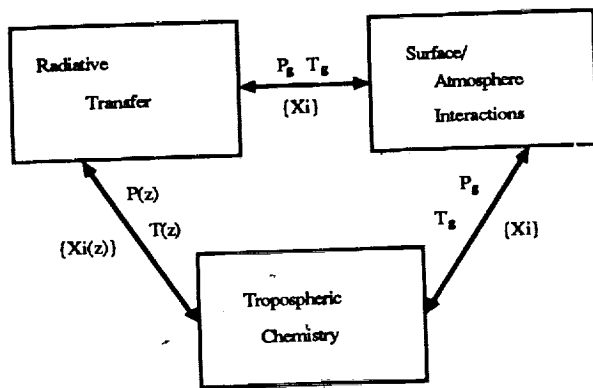 Radiative
Transfer
P_g T_g
{Xi}
Surface/
Atmosphere
Interactions
P(z)
T(z)
{Xi(z)}
P_g
T_g
{Xi}
Tropospheric
Chemistry